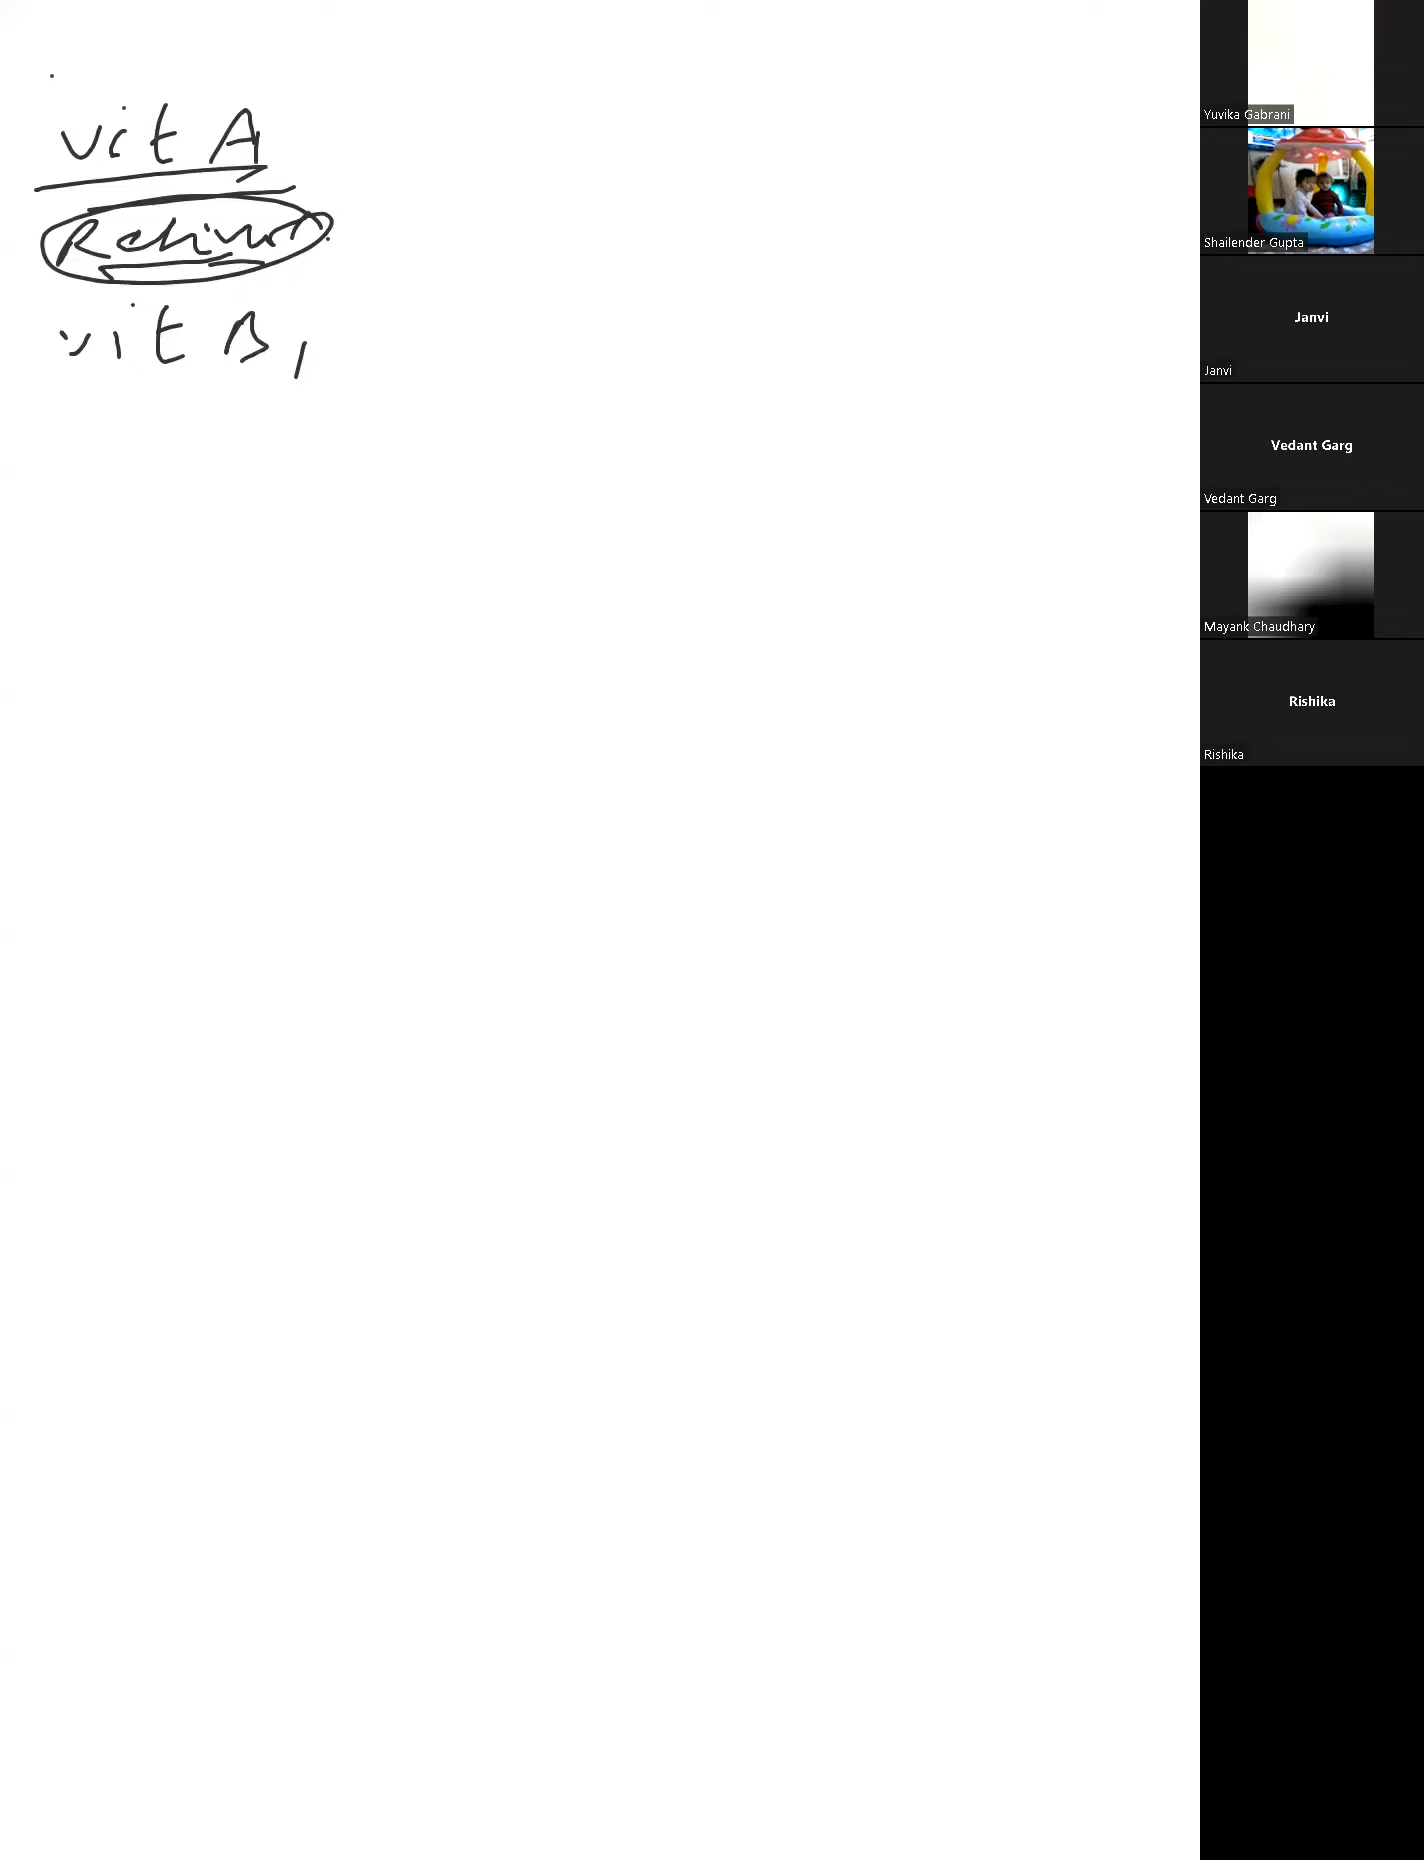 vit A
Retinol
vit B1
Yuvika Gabrani
Shailender Gupta
Janvi
Janvi
Vedant Garg
Vedant Garg
Mayank Chaudhary
Rishika
Rishika